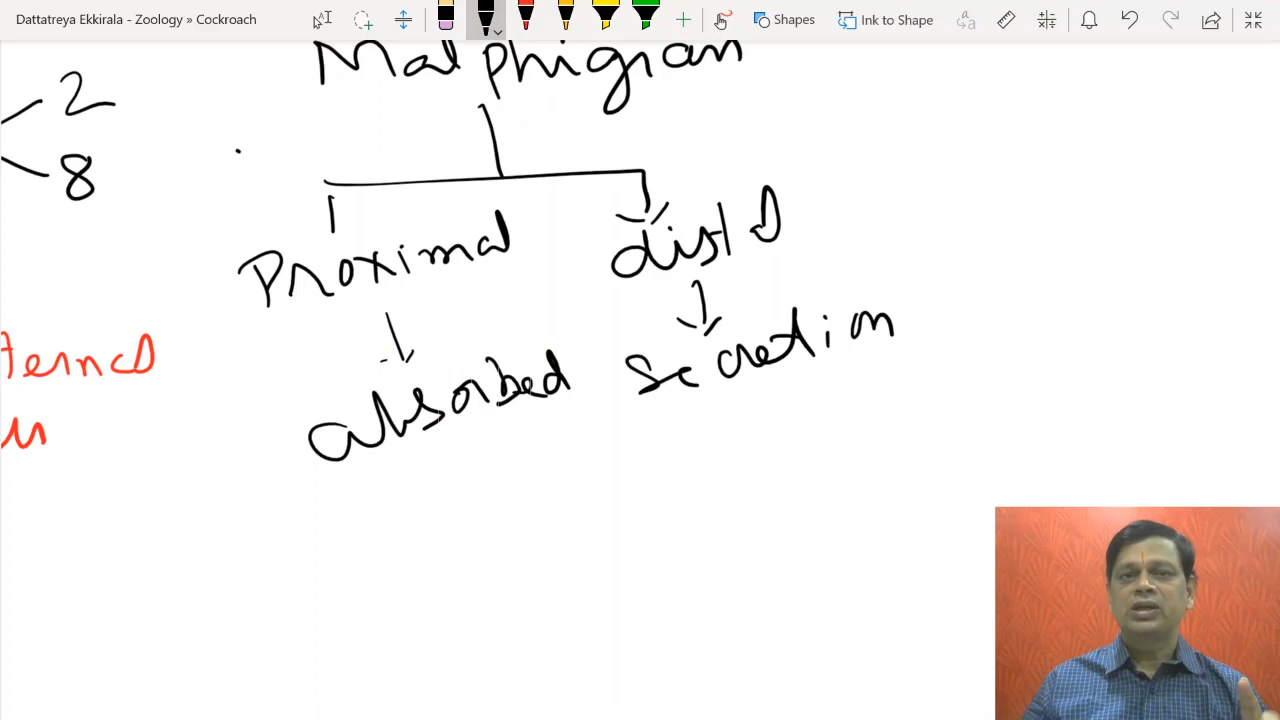 Dattatreya Ekkirala - Zoology » Cockroach
Shapes
Ink to Shape
Malphigian
2
8
Proximal
distal
absorbed
secretion